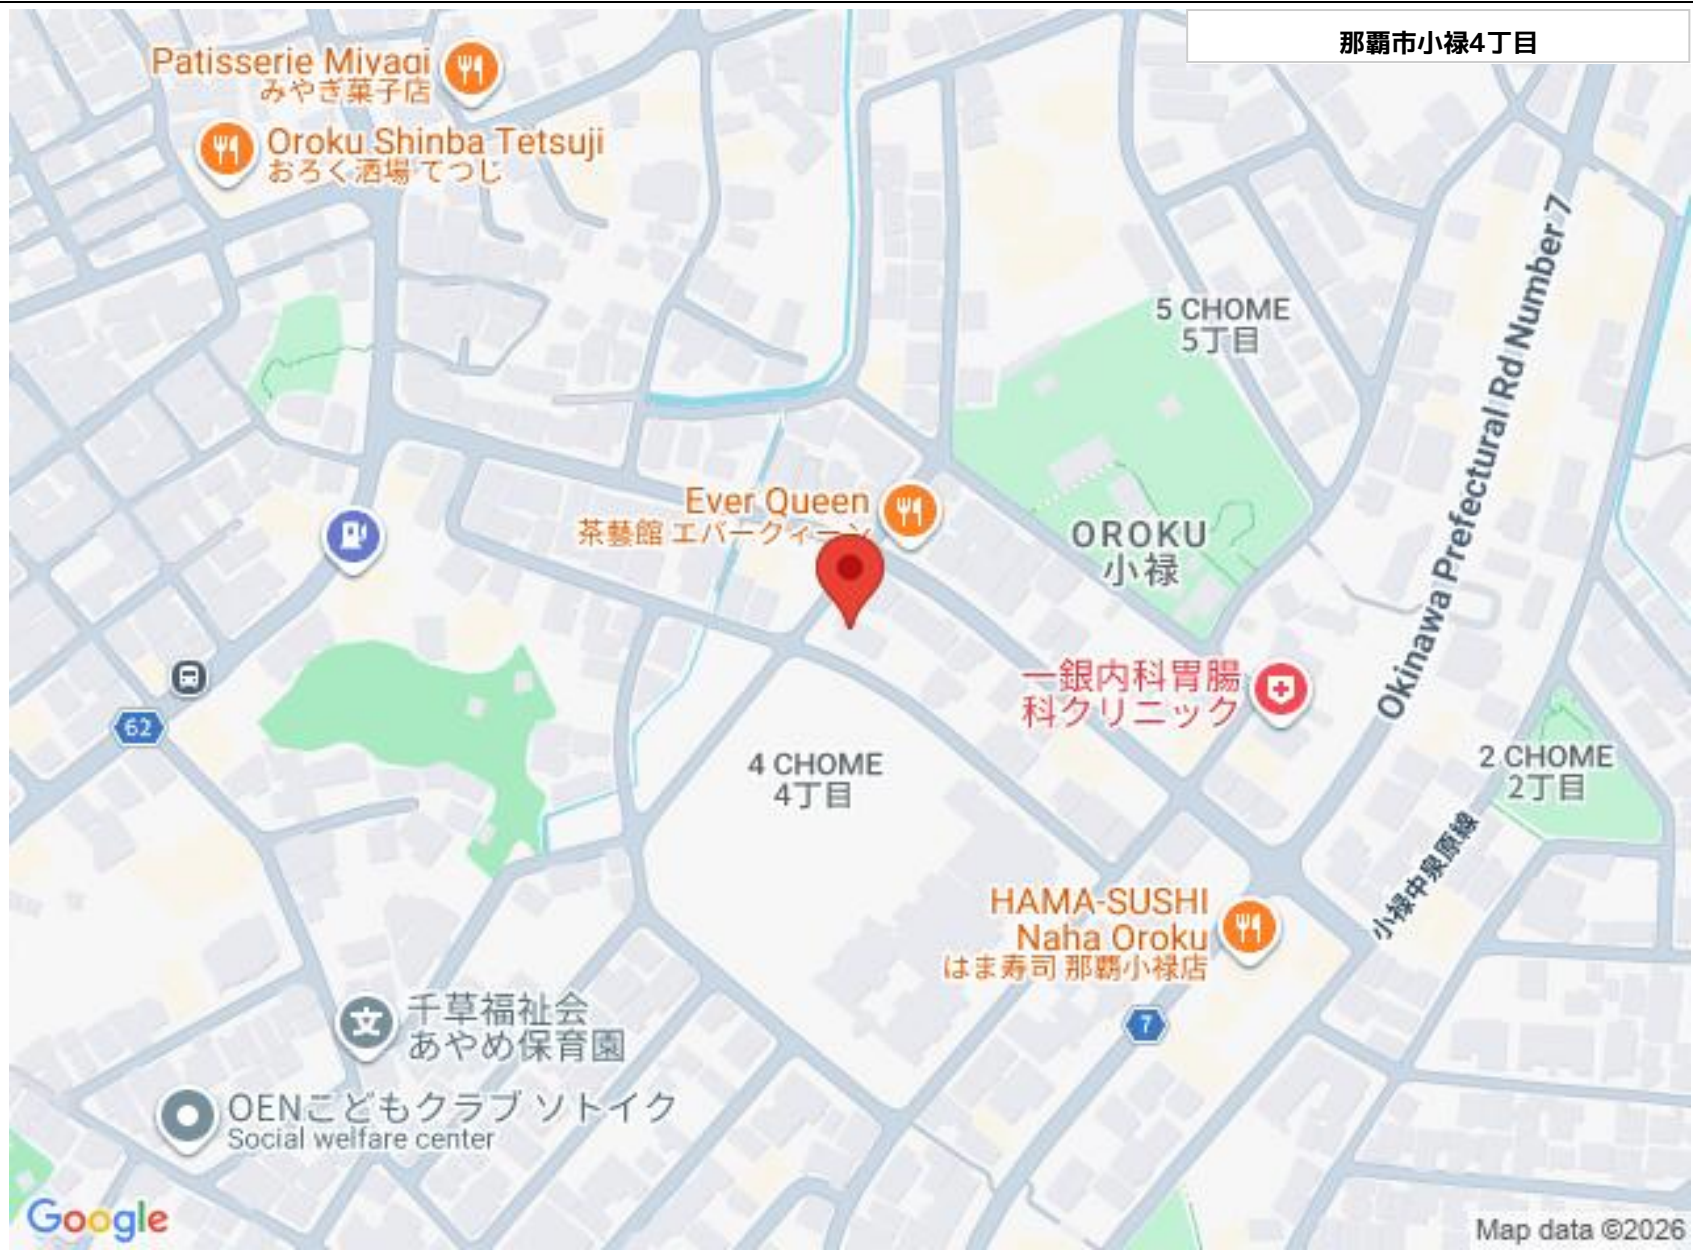 那覇市小禄4丁目
Patisserie Miyagi
みやぎ菓子店
Oroku Shinba Tetsuji
おろく酒場 てつじ
5 CHOME
5丁目
Okinawa Prefectural Rd Number 7
Ever Queen
茶藝館 エバークィーン
OROKU
小禄
一銀内科胃腸
科クリニック
62
4 CHOME
4丁目
2 CHOME
2丁目
小禄中泉原線
HAMA-SUSHI
Naha Oroku
はま寿司 那覇小禄店
7
千草福祉会
あやめ保育園
OENこどもクラブ ソトイク
Social welfare center
Google
Map data ©2026